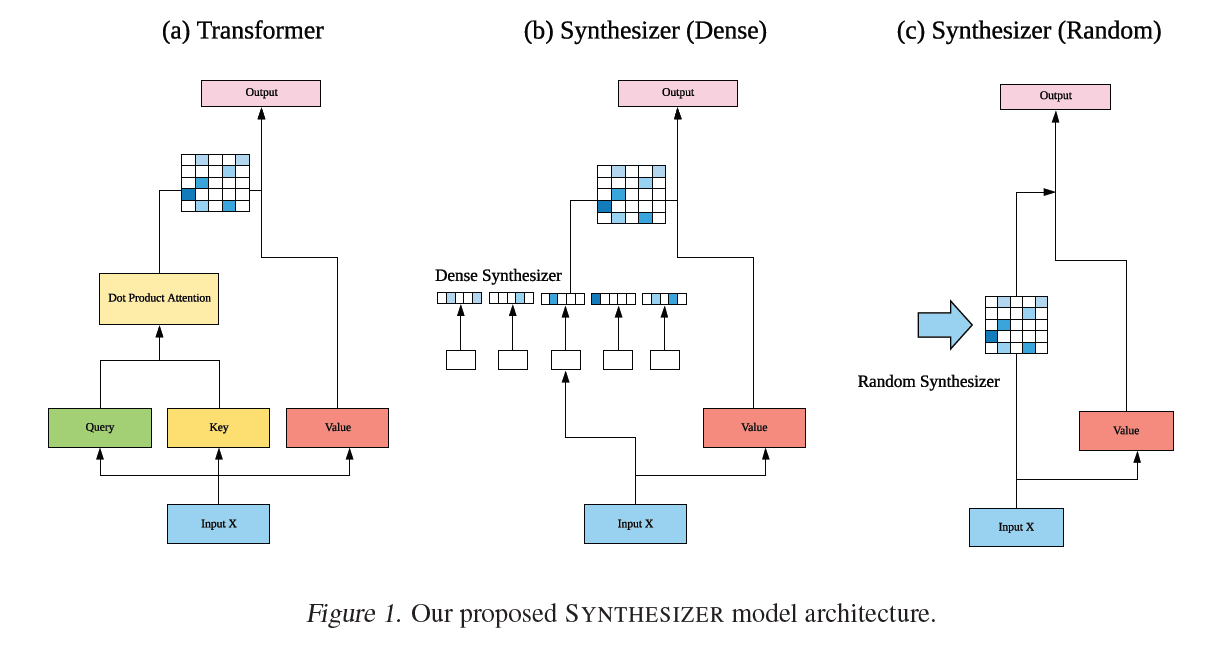 (a) Transformer
Output
Dot Product Attention
Query
Key
Value
Input X
(b) Synthesizer (Dense)
Output
Dense Synthesizer
Value
Input X
(c) Synthesizer (Random)
Output
Random Synthesizer
Value
Input X
Figure 1. Our proposed SYNTHESIZER model architecture.